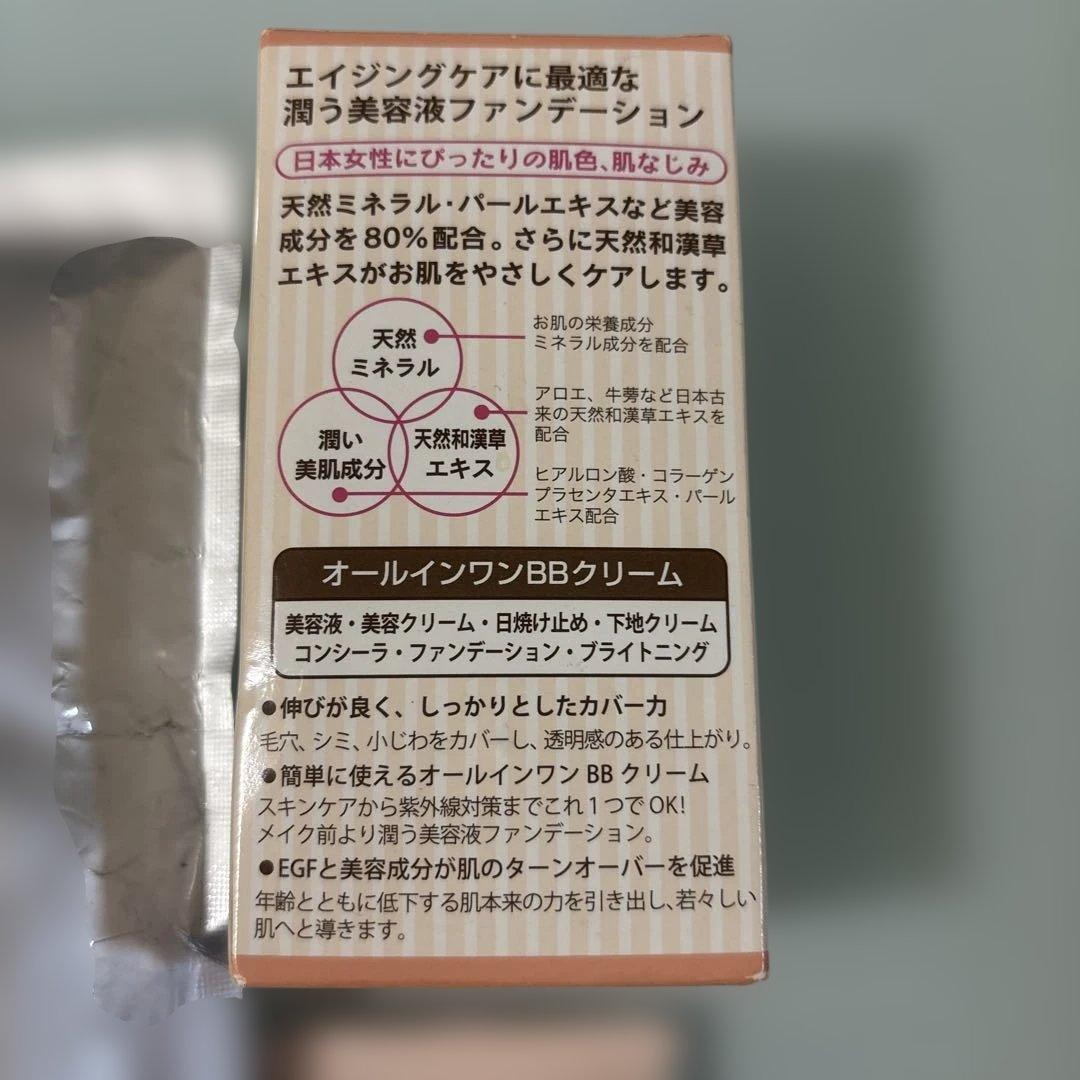 エイジングケアに最適な
潤う美容液ファンデーション
日本女性にぴったりの肌色、肌なじみ
天然ミネラル・パールエキスなど美容
成分を80%配合。さらに天然和漢草
エキスがお肌をやさしくケアします。
天然
ミネラル
お肌の栄養成分
ミネラル成分を配合
潤い
美肌成分
天然和漢草
エキス
アロエ、牛蒡など日本古
来の天然和漢草エキスを
配合
ヒアルロン酸・コラーゲン
プラセンタエキス・パール
エキス配合
オールインワンBBクリーム
美容液・美容クリーム・日焼け止め・下地クリーム
コンシーラ・ファンデーション・ブライトニング
●伸びが良く、しっかりとしたカバー力
毛穴、シミ、小じわをカバーし、透明感のある仕上がり。
●簡単に使えるオールインワン BB クリーム
スキンケアから紫外線対策までこれ1つでOK!
メイク前より潤う美容液ファンデーション。
●EGFと美容成分が肌のターンオーバーを促進
年齢とともに低下する肌本来の力を引き出し、若々しい
肌へと導きます。